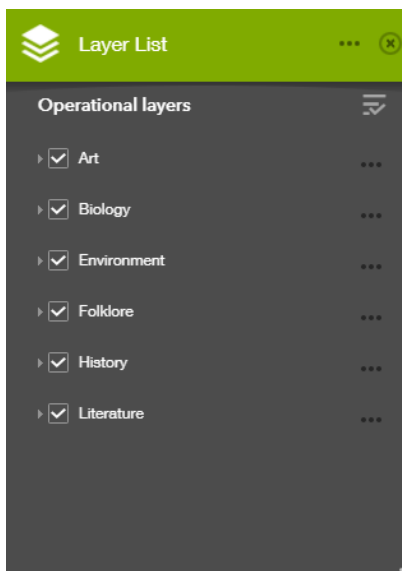 Layer List
Operational layers
Art
Biology
Environment
Folklore
History
Literature